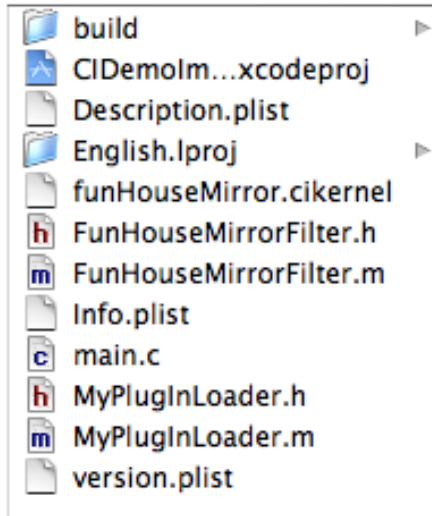 build
CIDemoIm...xcodeproj
Description.plist
English.lproj
funHouseMirror.cikernel
h FunHouseMirrorFilter.h
m FunHouseMirrorFilter.m
Info.plist
c main.c
h MyPlugInLoader.h
m MyPlugInLoader.m
version.plist